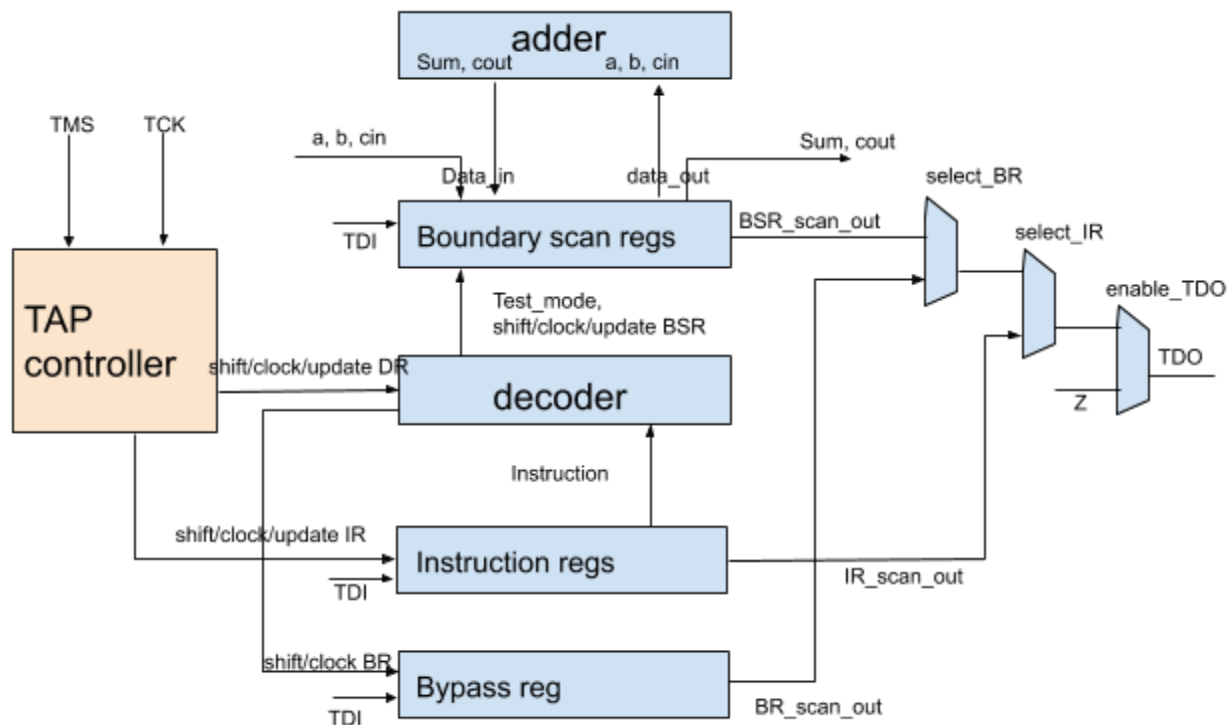 adder
Sum, cout
a, b, cin
TMS
TCK
a, b, cin
Sum, cout
Data_in
data_out
select_BR
TDI
Boundary scan regs
BSR_scan_out
select_IR
Test_mode,
shift/clock/update BSR
enable_TDO
TAP
controller
shift/clock/update DR
decoder
TDO
Z
Instruction
shift/clock/update IR
Instruction regs
TDI
IR_scan_out
shift/clock BR
Bypass reg
TDI
BR_scan_out